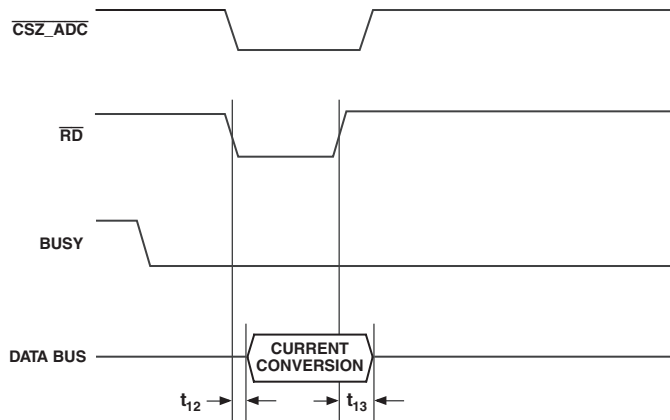 CSZ_ADC
RD
BUSY
DATA BUS
CURRENT
CONVERSION
t12
t13